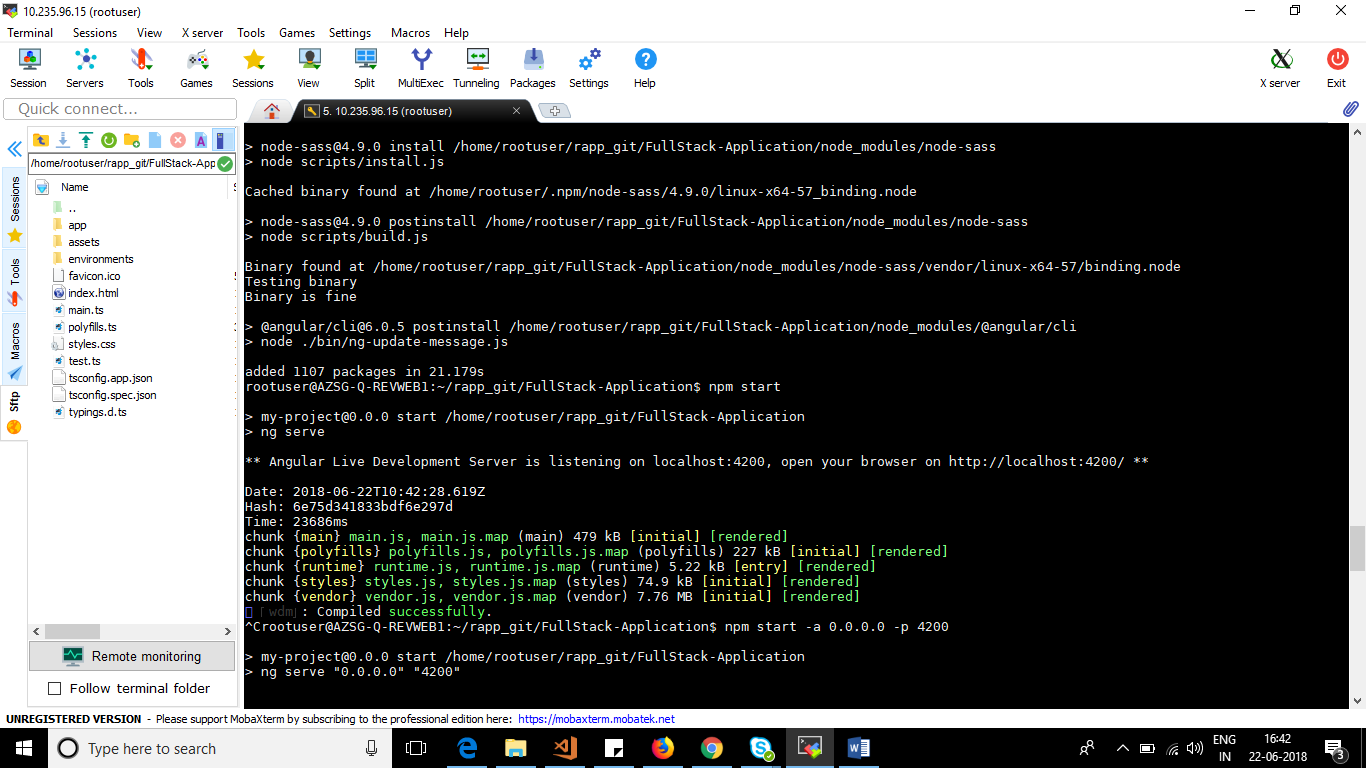 10.235.96.15 (rootuser)
Terminal Sessions View X server Tools Games Settings Macros Help
Session Servers Tools Games Sessions View Split MultiExec Tunneling Packages Settings Help X server Exit
Quick connect...
5. 10.235.96.15 (rootuser)
/home/rootuser/rapp_git/FullStack-App
Name
..
app
assets
environments
favicon.ico
index.html
main.ts
polyfills.ts
styles.css
test.ts
tsconfig.app.json
tsconfig.spec.json
typings.d.ts
Sessions
Tools
Macros
Sftp
Remote monitoring
Follow terminal folder
> node-sass@4.9.0 install /home/rootuser/rapp_git/FullStack-Application/node_modules/node-sass
> node scripts/install.js
Cached binary found at /home/rootuser/.npm/node-sass/4.9.0/linux-x64-57_binding.node
> node-sass@4.9.0 postinstall /home/rootuser/rapp_git/FullStack-Application/node_modules/node-sass
> node scripts/build.js
Binary found at /home/rootuser/rapp_git/FullStack-Application/node_modules/node-sass/vendor/linux-x64-57/binding.node
Testing binary
Binary is fine
> @angular/cli@6.0.5 postinstall /home/rootuser/rapp_git/FullStack-Application/node_modules/@angular/cli
> node ./bin/ng-update-message.js
added 1107 packages in 21.179s
rootuser@AZSG-Q-REVWEB1:~/rapp_git/FullStack-Application$ npm start
> my-project@0.0.0 start /home/rootuser/rapp_git/FullStack-Application
> ng serve
** Angular Live Development Server is listening on localhost:4200, open your browser on http://localhost:4200/ **
Date: 2018-06-22T10:42:28.619Z
Hash: 6e75d341833bdf6e297d
Time: 23686ms
chunk {main} main.js, main.js.map (main) 479 kB [initial] [rendered]
chunk {polyfills} polyfills.js, polyfills.js.map (polyfills) 227 kB [initial] [rendered]
chunk {runtime} runtime.js, runtime.js.map (runtime) 5.22 kB [entry] [rendered]
chunk {styles} styles.js, styles.js.map (styles) 74.9 kB [initial] [rendered]
chunk {vendor} vendor.js, vendor.js.map (vendor) 7.76 MB [initial] [rendered]
｢wdm｣: Compiled successfully.
^Crootuser@AZSG-Q-REVWEB1:~/rapp_git/FullStack-Application$ npm start -a 0.0.0.0 -p 4200
> my-project@0.0.0 start /home/rootuser/rapp_git/FullStack-Application
> ng serve "0.0.0.0" "4200"
UNREGISTERED VERSION - Please support MobaXterm by subscribing to the professional edition here: https://mobaxterm.mobatek.net
Type here to search
ENG
IN
16:42
22-06-2018
3